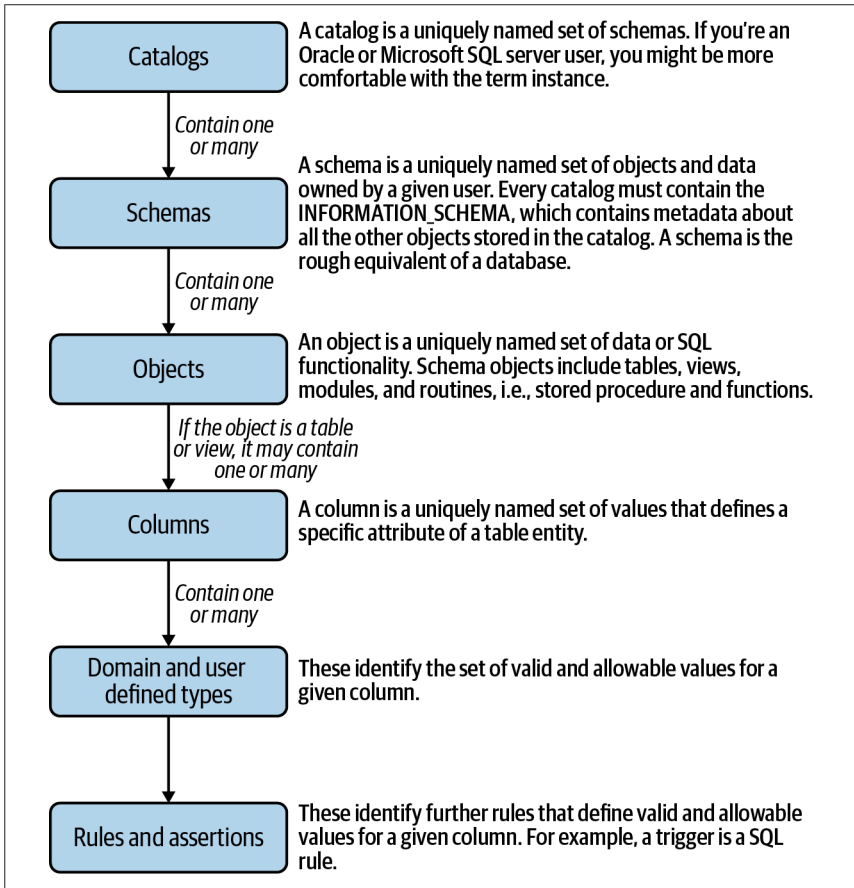 Catalogs
A catalog is a uniquely named set of schemas. If you’re an
Oracle or Microsoft SQL server user, you might be more
comfortable with the term instance.
Contain one
or many
Schemas
A schema is a uniquely named set of objects and data
owned by a given user. Every catalog must contain the
INFORMATION_SCHEMA, which contains metadata about
all the other objects stored in the catalog. A schema is the
rough equivalent of a database.
Contain one
or many
Objects
An object is a uniquely named set of data or SQL
functionality. Schema objects include tables, views,
modules, and routines, i.e., stored procedure and functions.
If the object is a table
or view, it may contain
one or many
Columns
A column is a uniquely named set of values that defines a
specific attribute of a table entity.
Contain one
or many
Domain and user
defined types
These identify the set of valid and allowable values for a
given column.
Rules and assertions
These identify further rules that define valid and allowable
values for a given column. For example, a trigger is a SQL
rule.